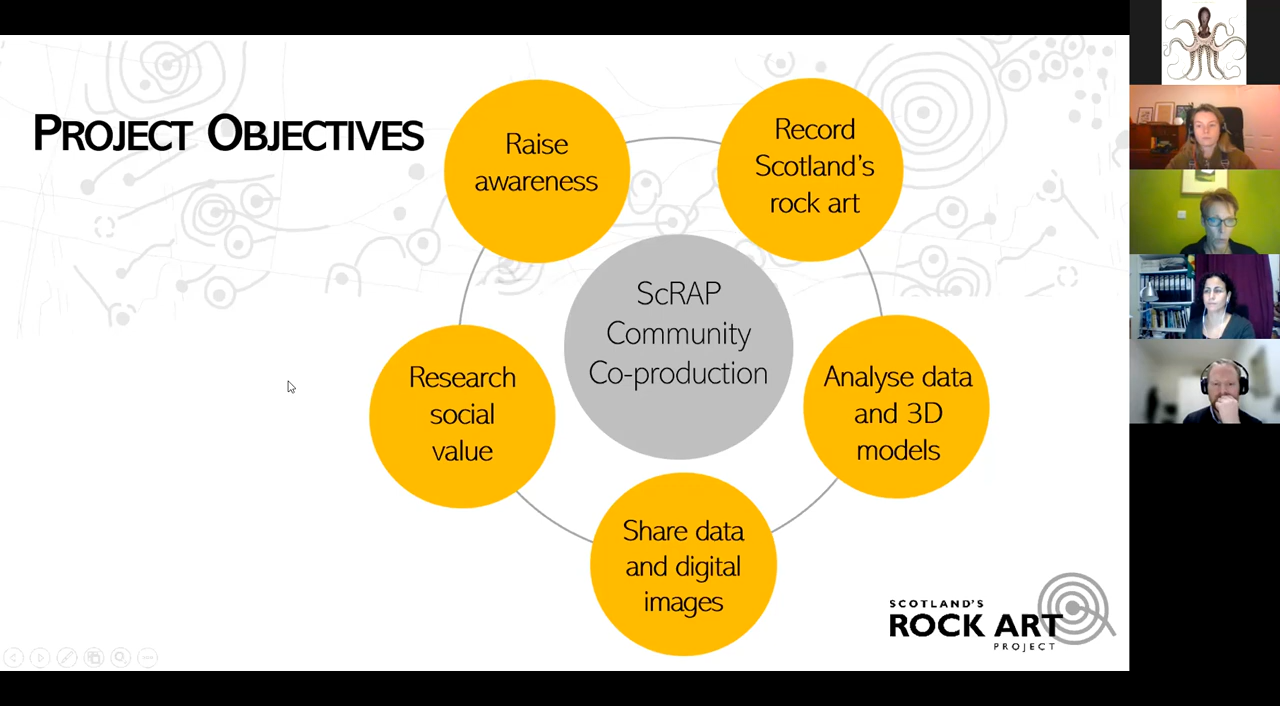 PROJECT OBJECTIVES
Raise
awareness
Record
Scotland's
rock art
ScRAP
Community
Co-production
Research
social
value
Analyse data
and 3D
models
Share data
and digital
images
SCOTLAND'S
ROCK ART
PROJECT